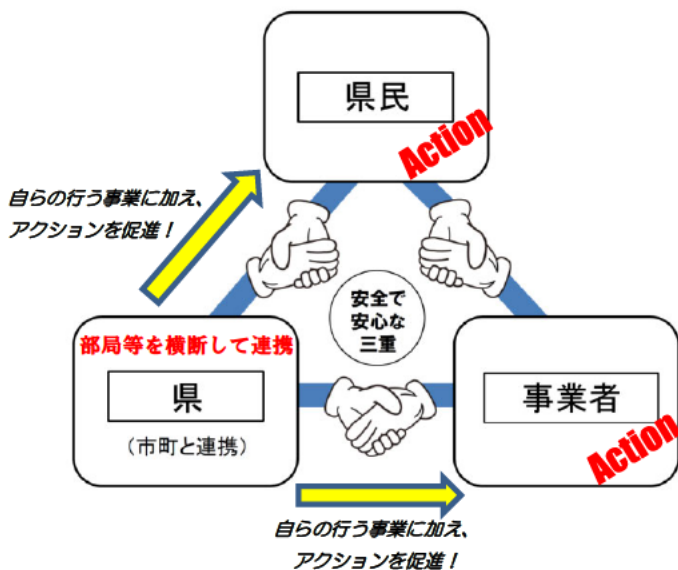 県民
Action
自らの行う事業に加え、
アクションを促進！
安全で
安心な
三重
部局等を横断して連携
県
（市町と連携）
事業者
Action
自らの行う事業に加え、
アクションを促進！